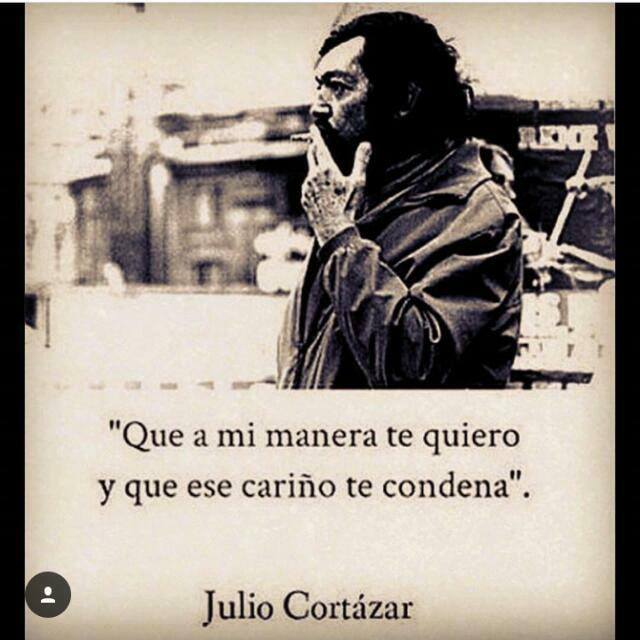 "Que a mi manera te quiero
y que ese cariño te condena".
Julio Cortázar